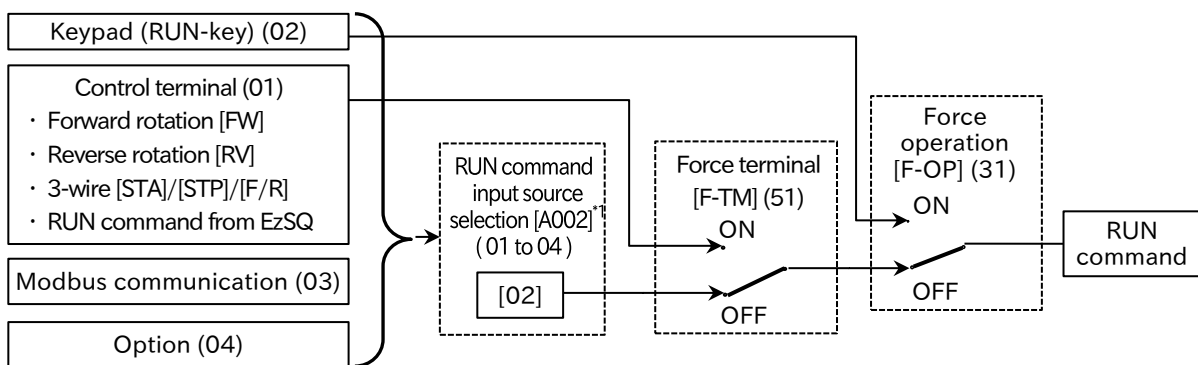 Keypad (RUN-key) (02)
Control terminal (01)
・ Forward rotation [FW]
・ Reverse rotation [RV]
・ 3-wire [STA]/[STP]/[F/R]
・ RUN command from EzSQ
Modbus communication (03)
Option (04)
RUN command
input source
selection [A002]*1
( 01 to 04 )
[02]
Force terminal
[F-TM] (51)
ON
OFF
Force
operation
[F-OP] (31)
ON
OFF
RUN
command